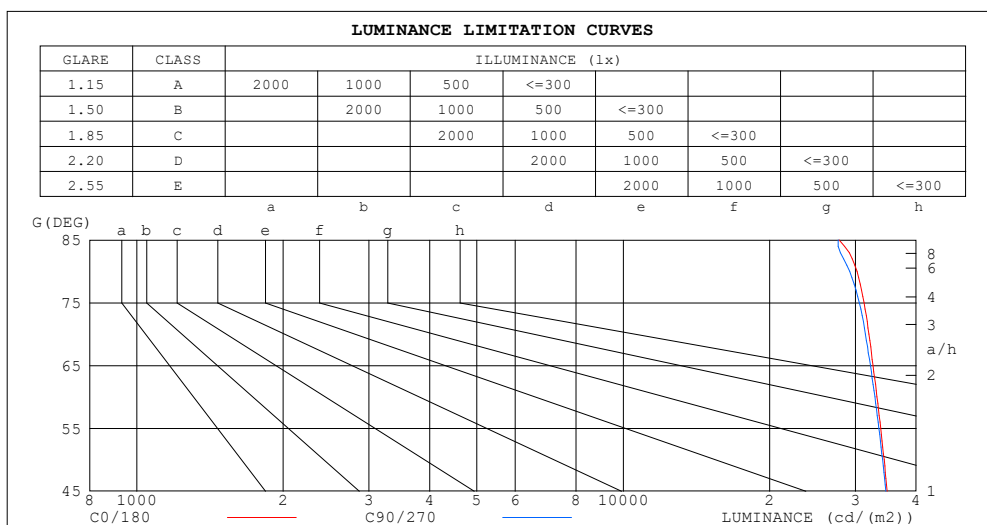 LUMINANCE LIMITATION CURVES
GLARE CLASS ILLUMINANCE (lx)
1.15 A 2000 1000 500 <=300
1.50 B 2000 1000 500 <=300
1.85 C 2000 1000 500 <=300
2.20 D 2000 1000 500 <=300
2.55 E 2000 1000 500 <=300
a b c d e f g h
G(DEG)
a b c d e f g h
85
8
6
75 4
3
a/h
65 2
55
45 1
8 1000 2 3 4 5 6 8 10000 2 3 4
C0/180 C90/270 LUMINANCE (cd/(m2))